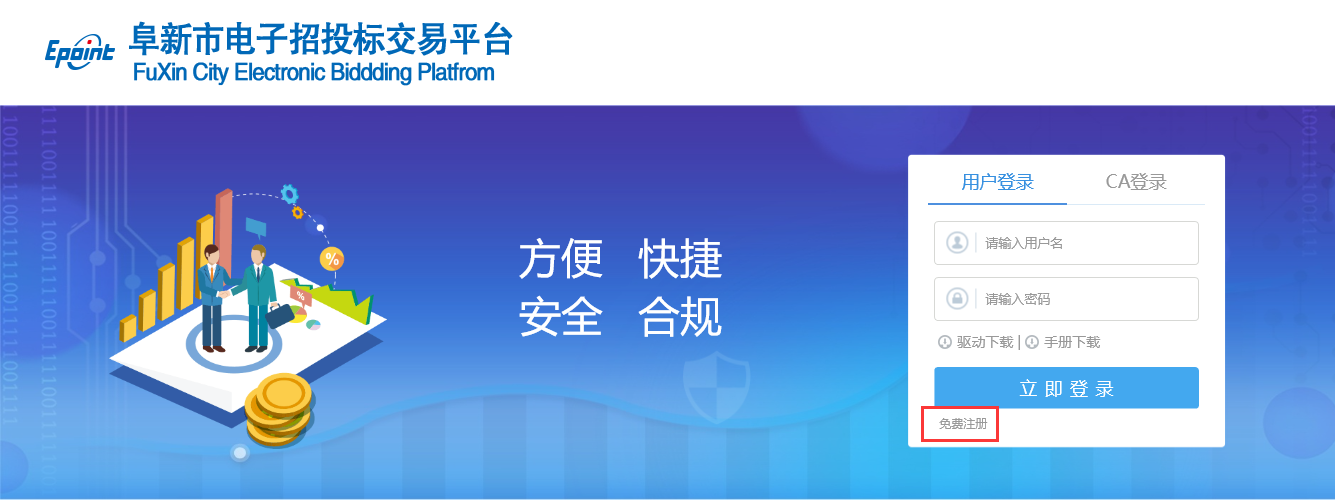 Epoint
阜新市电子招投标交易平台
FuXin City Electronic Biddding Platfrom
用户登录 CA登录
方便 快捷
安全 合规
请输入用户名
请输入密码
驱动下载 | 手册下载
立即登录
免费注册
%
%